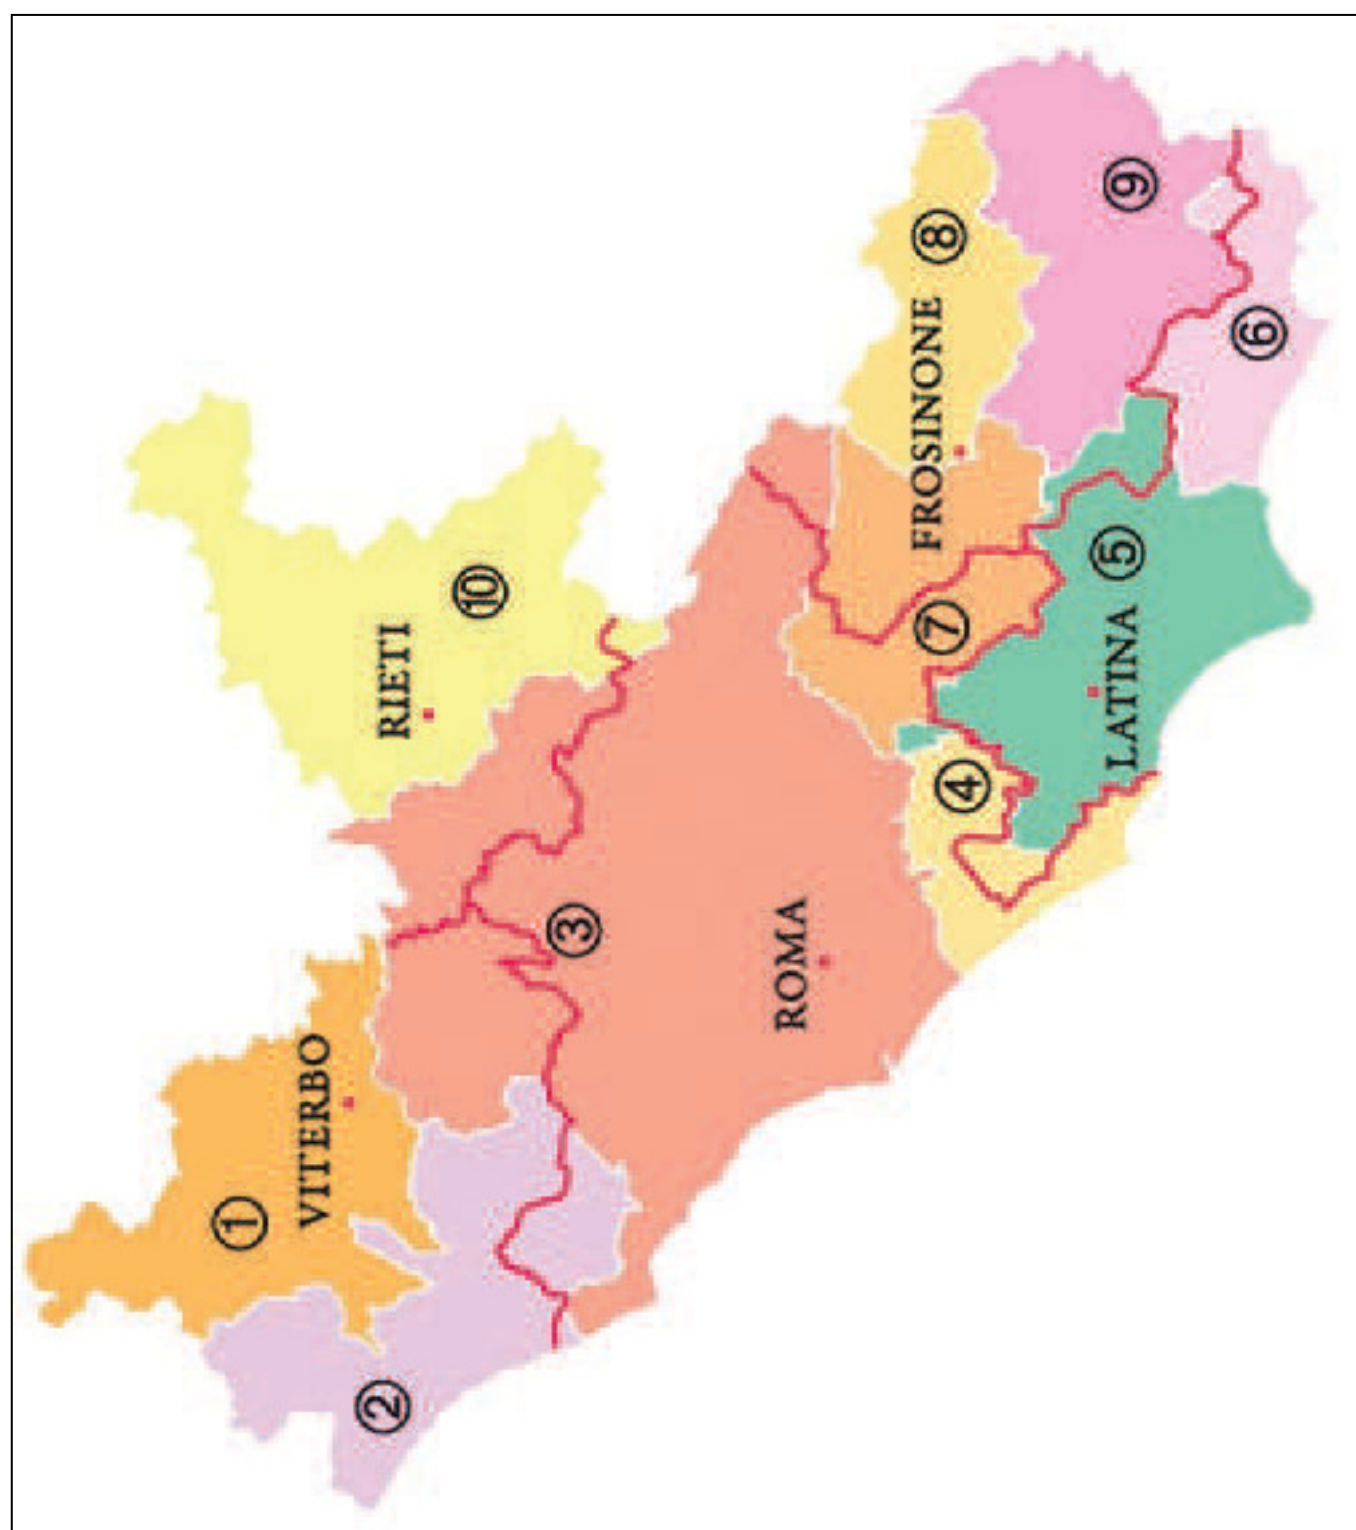 ①
VITERBO
②
③
ROMA
RIETI
⑩
④
LATINA
⑤
⑦
FROSINONE
⑧
⑨
⑥